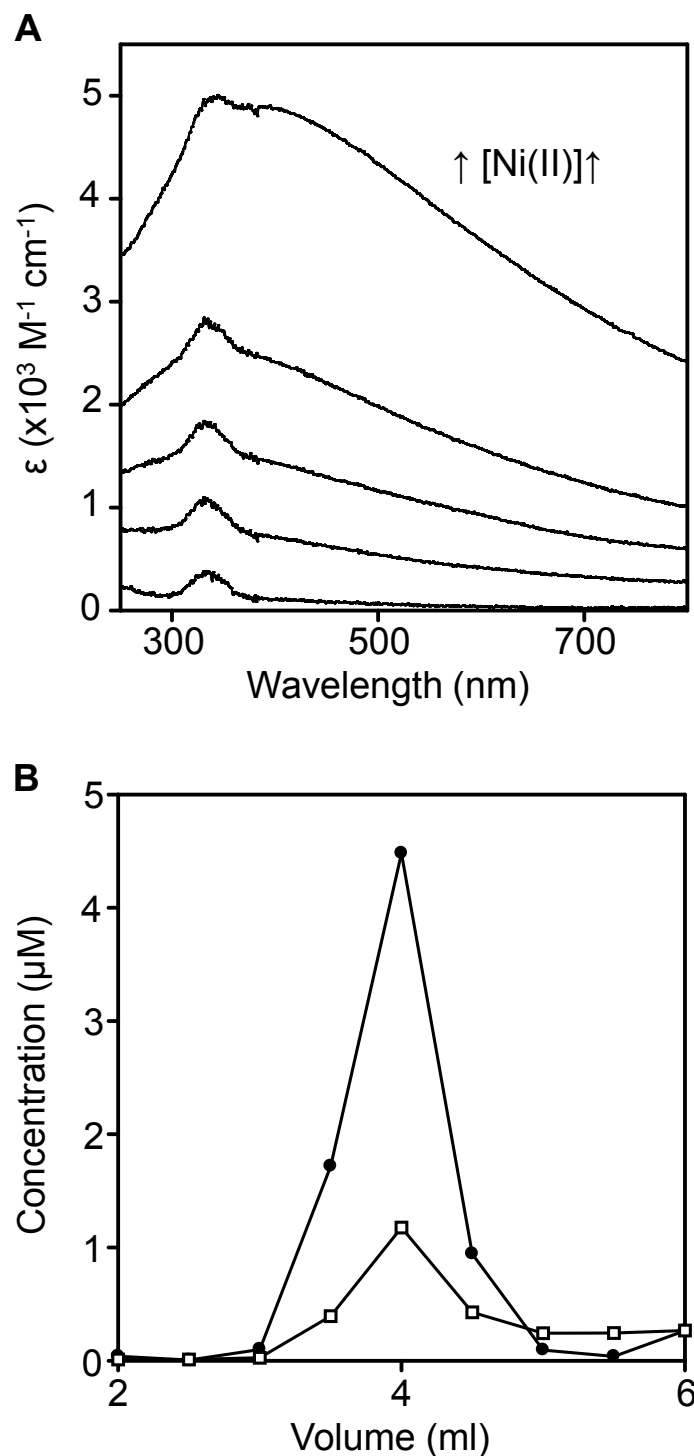 A
5
4
3
2
1
0
ε (x10³ M⁻¹ cm⁻¹)
↑ [Ni(II)]↑
300 500 700
Wavelength (nm)
B
5
4
3
2
1
0
Concentration (µM)
2 4 6
Volume (ml)